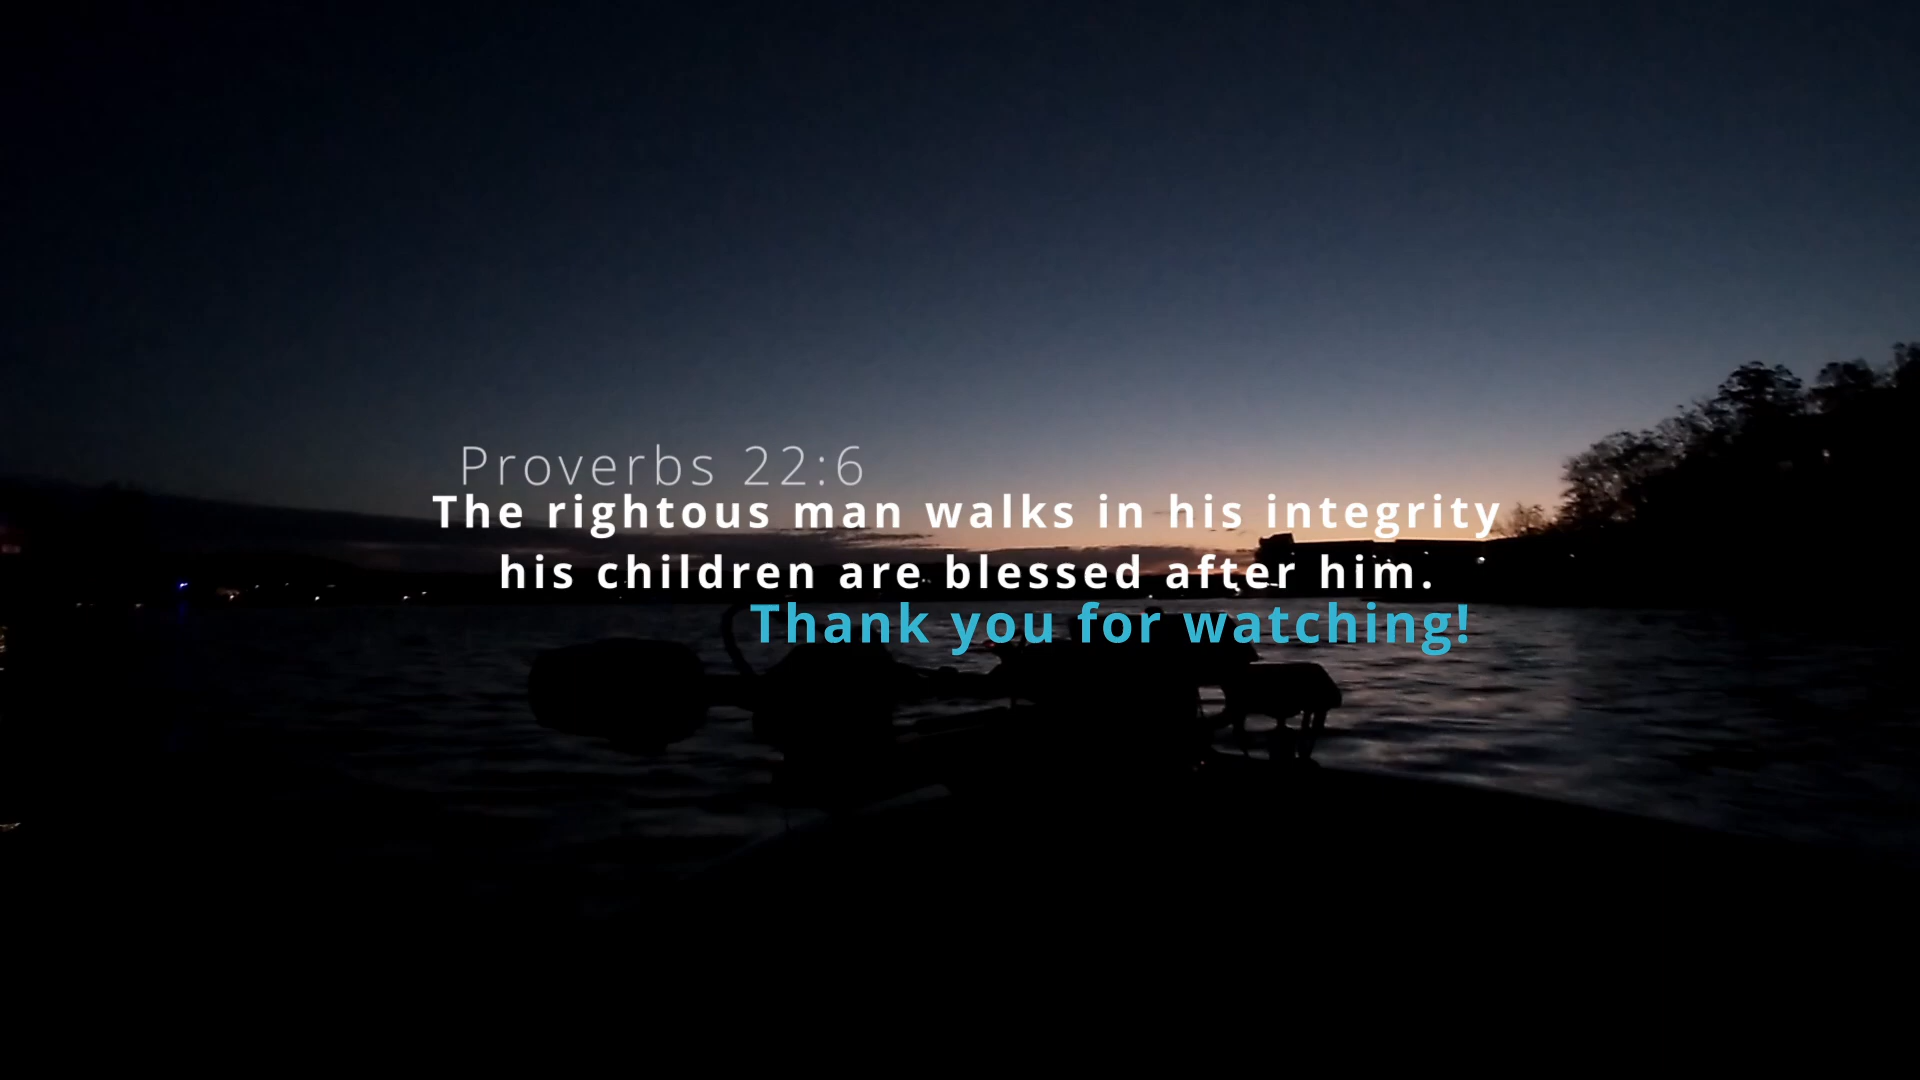 Proverbs 22:6
The rightous man walks in his integrity
his children are blessed after him.
Thank you for watching!